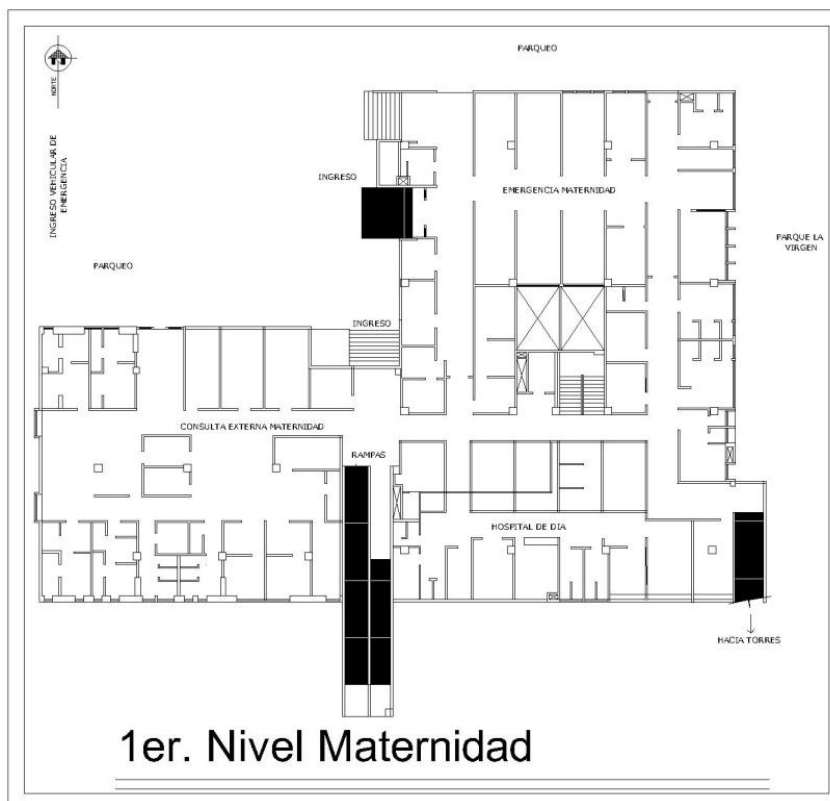 PARQUEO
NORTE
INGRESO VEHICULAR DE
EMERGENCIA
INGRESO
EMERGENCIA MATERNIDAD
PARQUE LA
VIRGEN
PARQUEO
INGRESO
CONSULTA EXTERNA MATERNIDAD
RAMPAS
HOSPITAL DE DIA
HACIA TORRES
1er. Nivel Maternidad